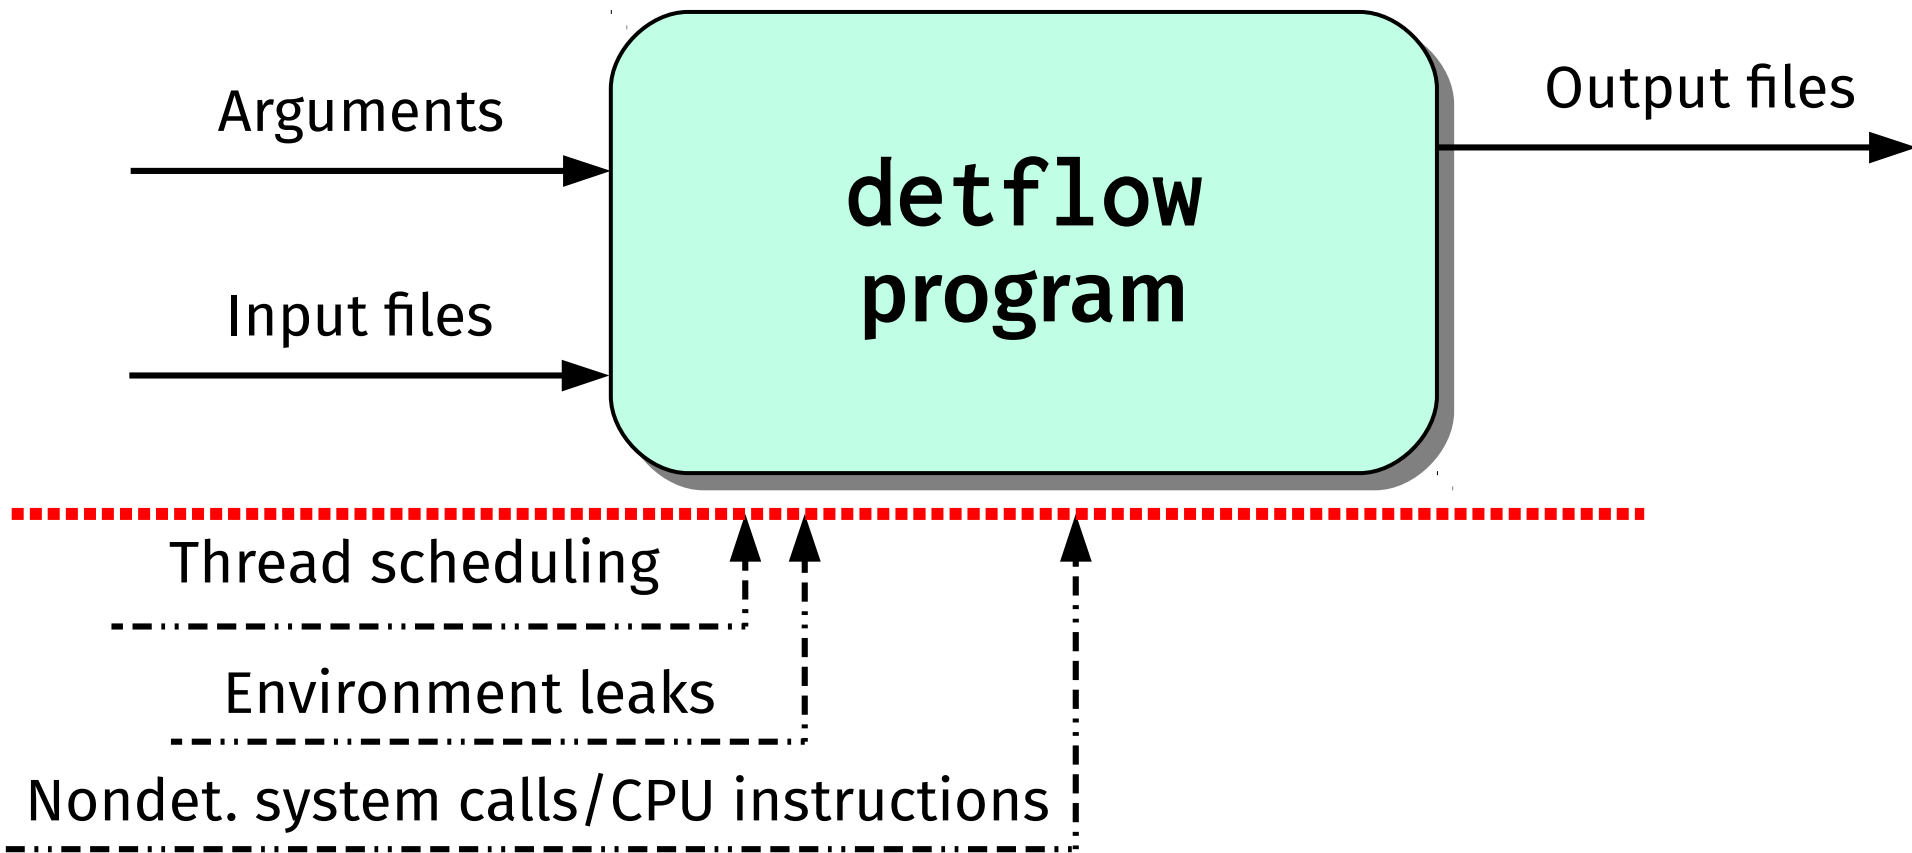 Arguments
Output files
detflow
program
Input files
Thread scheduling
Environment leaks
Nondet. system calls/CPU instructions